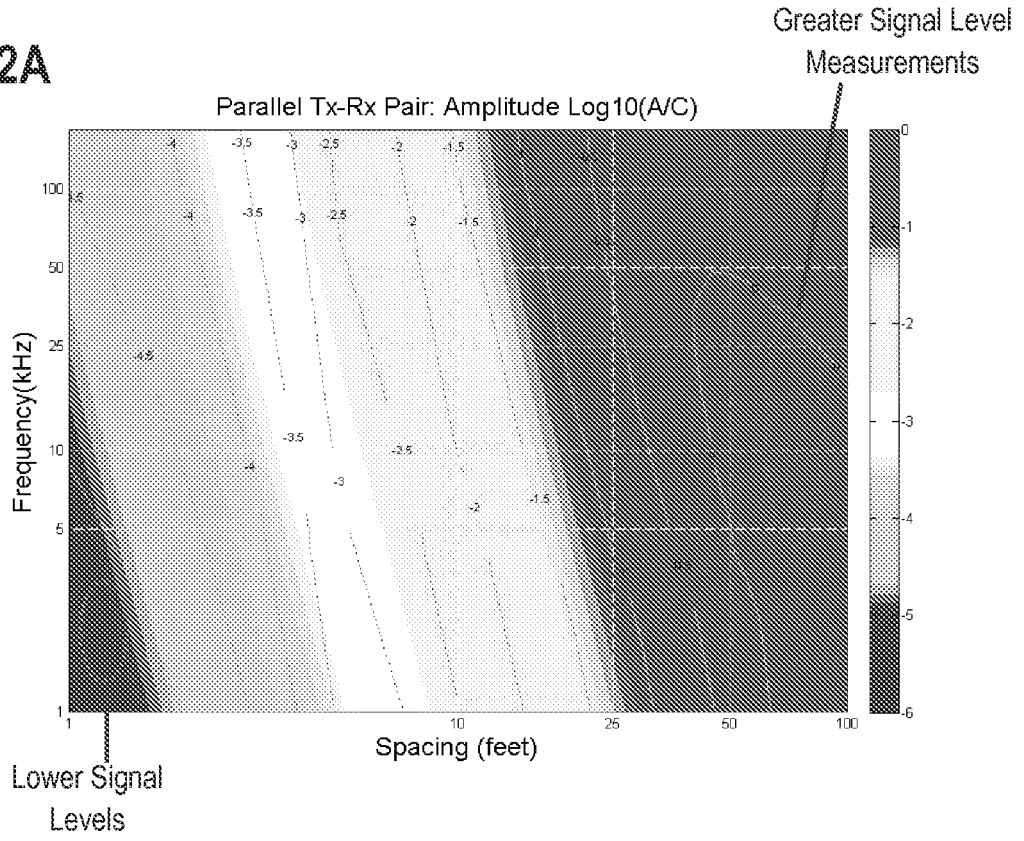 2A
Greater Signal Level
Measurements
Parallel Tx-Rx Pair: Amplitude Log10(A/C)
-4 -3.5 -3 -2.5 -2 -1.5
-4 -3.5 -3 -2.5 -2 -1.5
-4.5
-3.5 -2.5
-4 -3 -2 -1.5
Frequency(kHz)
100
50
25
10
5
1
1 10 25 50 100
Spacing (feet)
0
-1
-2
-3
-4
-5
-6
Lower Signal
Levels